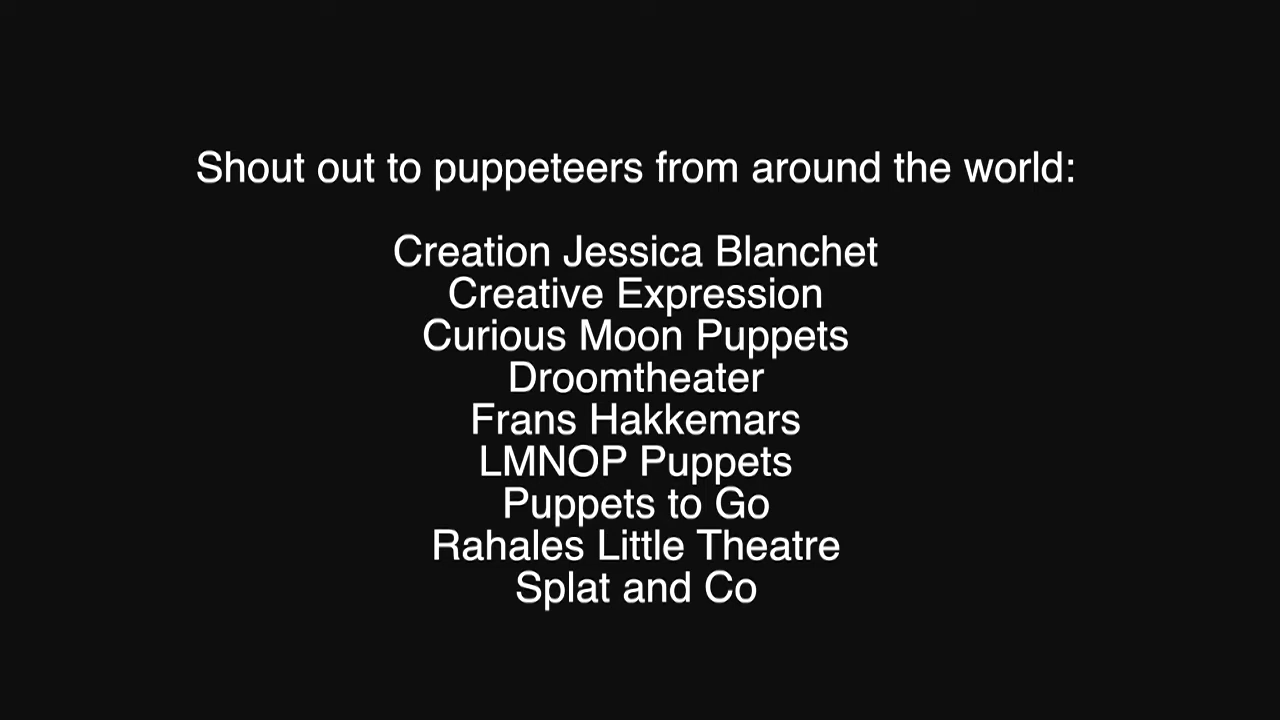 Shout out to puppeteers from around the world:
Creation Jessica Blanchet
Creative Expression
Curious Moon Puppets
Droomtheater
Frans Hakkemars
LMNOP Puppets
Puppets to Go
Rahales Little Theatre
Splat and Co